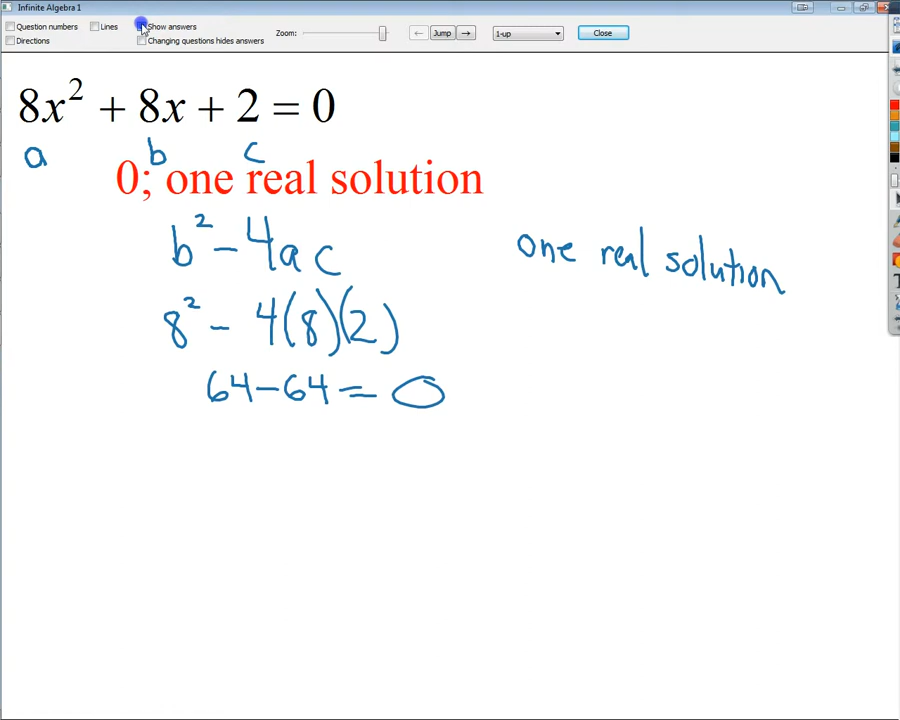 Infinite Algebra 1
Question numbers Lines Show answers
Directions Changing questions hides answers
Zoom: ← Jump → 1-up Close
8x² + 8x + 2 = 0
a b c
0; one real solution
b² - 4ac
one real solution
8² - 4(8)(2)
64-64 = 0